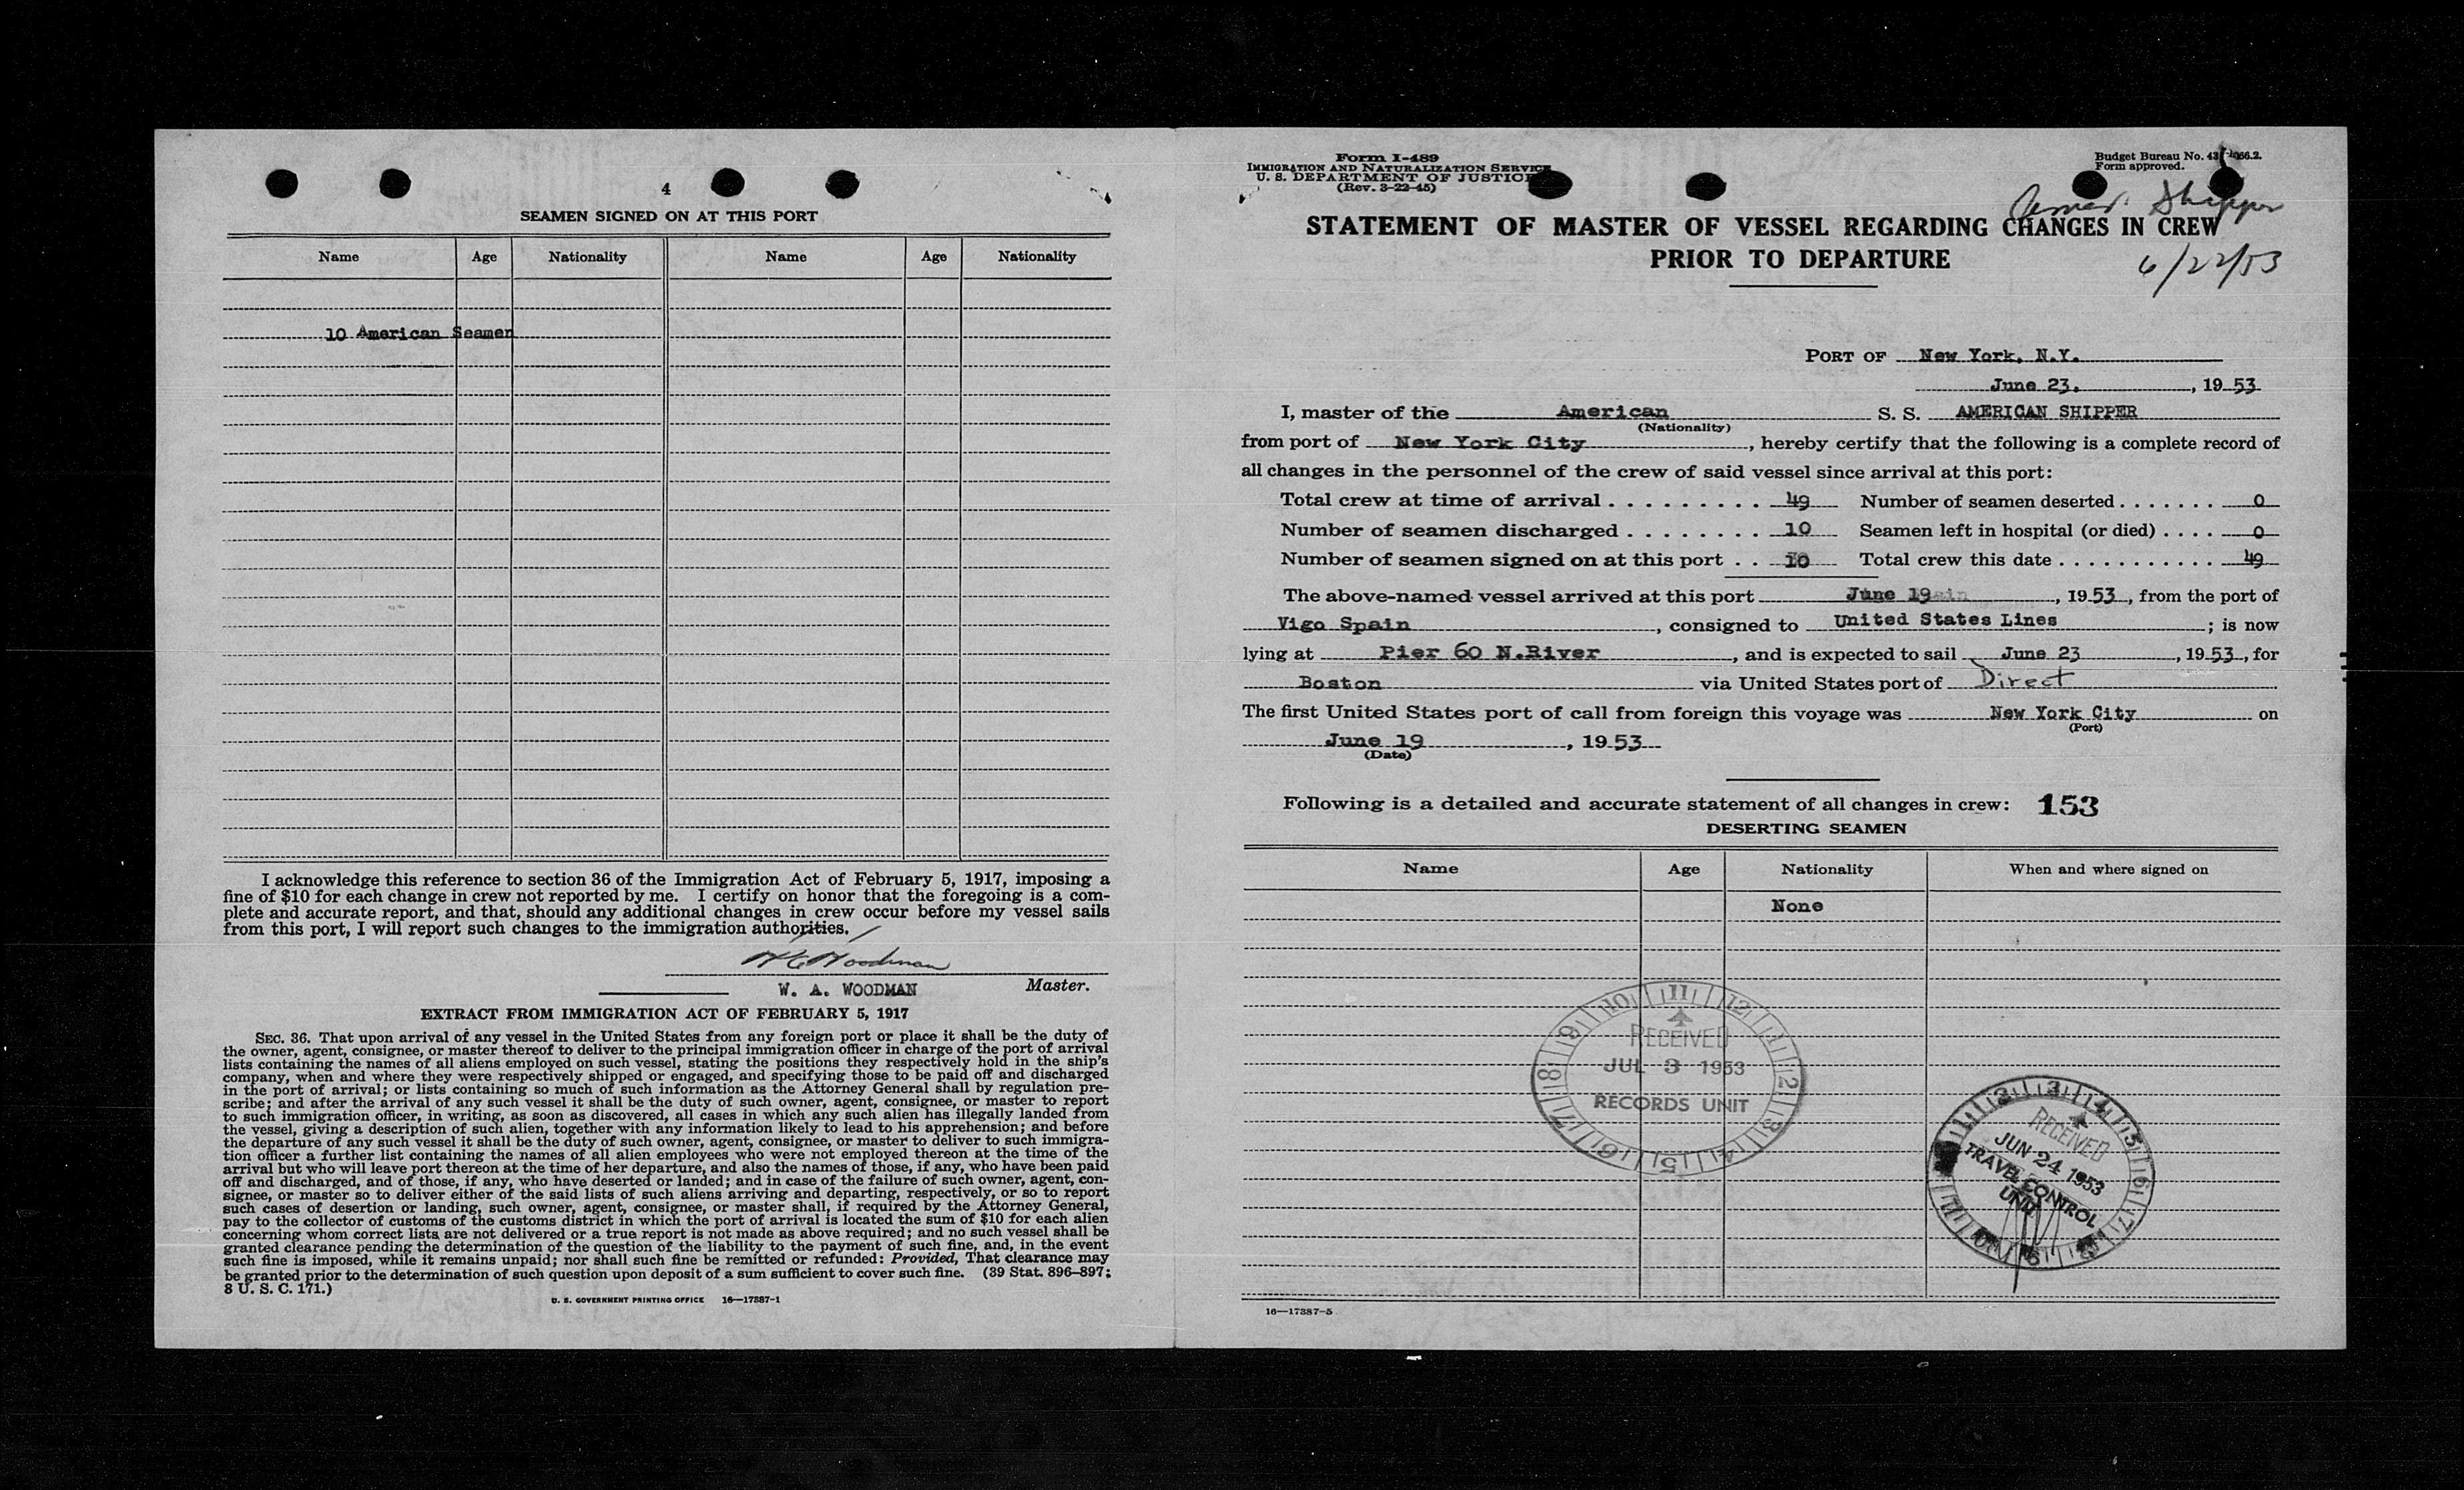 4
SEAMEN SIGNED ON AT THIS PORT
Name Age Nationality Name Age Nationality
10 American Seamen
I acknowledge this reference to section 36 of the Immigration Act of February 5, 1917, imposing a
fine of $10 for each change in crew not reported by me. I certify on honor that the foregoing is a com-
plete and accurate report, and that, should any additional changes in crew occur before my vessel sails
from this port, I will report such changes to the immigration authorities.
W. A. WOODMAN Master.
EXTRACT FROM IMMIGRATION ACT OF FEBRUARY 5, 1917
SEC. 36. That upon arrival of any vessel in the United States from any foreign port or place it shall be the duty of
the owner, agent, consignee, or master thereof to deliver to the principal immigration officer in charge of the port of arrival
lists containing the names of all aliens employed on such vessel, stating the positions they respectively hold in the ship's
company, when and where they were respectively shipped or engaged, and specifying those to be paid off and discharged
in the port of arrival; or lists containing so much of such information as the Attorney General shall by regulation pre-
scribe; and after the arrival of any such vessel it shall be the duty of such owner, agent, consignee, or master to report
to such immigration officer, in writing, as soon as discovered, all cases in which any such alien has illegally landed from
the vessel, giving a description of such alien, together with any information likely to lead to his apprehension; and before
the departure of any such vessel it shall be the duty of such owner, agent, consignee, or master to deliver to such immigra-
tion officer a further list containing the names of all alien employees who were not employed thereon at the time of the
arrival but who will leave port thereon at the time of her departure, and also the names of those, if any, who have been paid
off and discharged, and of those, if any, who have deserted or landed; and in case of the failure of such owner, agent, con-
signee, or master so to deliver either of the said lists of such aliens arriving and departing, respectively, or so to report
such cases of desertion or landing, such owner, agent, consignee, or master shall, if required by the Attorney General,
pay to the collector of customs of the customs district in which the port of arrival is located the sum of $10 for each alien
concerning whom correct lists are not delivered or a true report is not made as above required; and no such vessel shall be
granted clearance pending the determination of the question of the liability to the payment of such fine, and, in the event
such fine is imposed, while it remains unpaid; nor shall such fine be remitted or refunded: Provided, That clearance may
be granted prior to the determination of such question upon deposit of a sum sufficient to cover such fine. (39 Stat. 896–897;
8 U. S. C. 171.)
U. S. GOVERNMENT PRINTING OFFICE 16—17387-1
Form I-489
IMMIGRATION AND NATURALIZATION SERVICE
U. S. DEPARTMENT OF JUSTICE
(Rev. 3-22-45)
Budget Bureau No.
Form approved.
Amer. Shipper
STATEMENT OF MASTER OF VESSEL REGARDING CHANGES IN CREW
PRIOR TO DEPARTURE
6/22/53
PORT OF New York, N.Y.
June 23, , 1953
I, master of the American S. S. AMERICAN SHIPPER
(Nationality)
from port of New York City, hereby certify that the following is a complete record of
all changes in the personnel of the crew of said vessel since arrival at this port:
Total crew at time of arrival . . . . . . . . . 49 Number of seamen deserted . . . . . . . 0
Number of seamen discharged . . . . . . . . 10 Seamen left in hospital (or died) . . . . 0
Number of seamen signed on at this port . . 10 Total crew this date . . . . . . . . . . . 49
The above-named vessel arrived at this port June 19, 1953, from the port of
Vigo Spain, consigned to United States Lines; is now
lying at Pier 60 N.River, and is expected to sail June 23, 1953, for
Boston via United States port of Direct
The first United States port of call from foreign this voyage was New York City on
(Port)
June 19, 1953
(Date)
Following is a detailed and accurate statement of all changes in crew: 153
DESERTING SEAMEN
Name Age Nationality When and where signed on
None
RECEIVED
JUL 3 1953
RECORDS UNIT
RECEIVED
JUN 24 1953
TRAVEL CONTROL
UNIT
16—17387-5